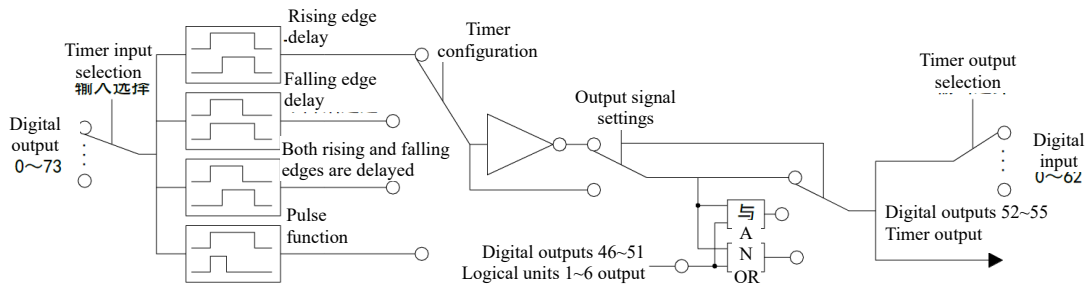 Rising edge
delay
Timer input
selection
输入选择
Falling edge
delay
Both rising and falling
edges are delayed
Pulse
function
Digital
output
0～73
Timer
configuration
Output signal
settings
Timer output
selection
Digital
input
0～62
Digital outputs 46~51
Logical units 1~6 output
与
A
N
OR
Digital outputs 52~55
Timer output